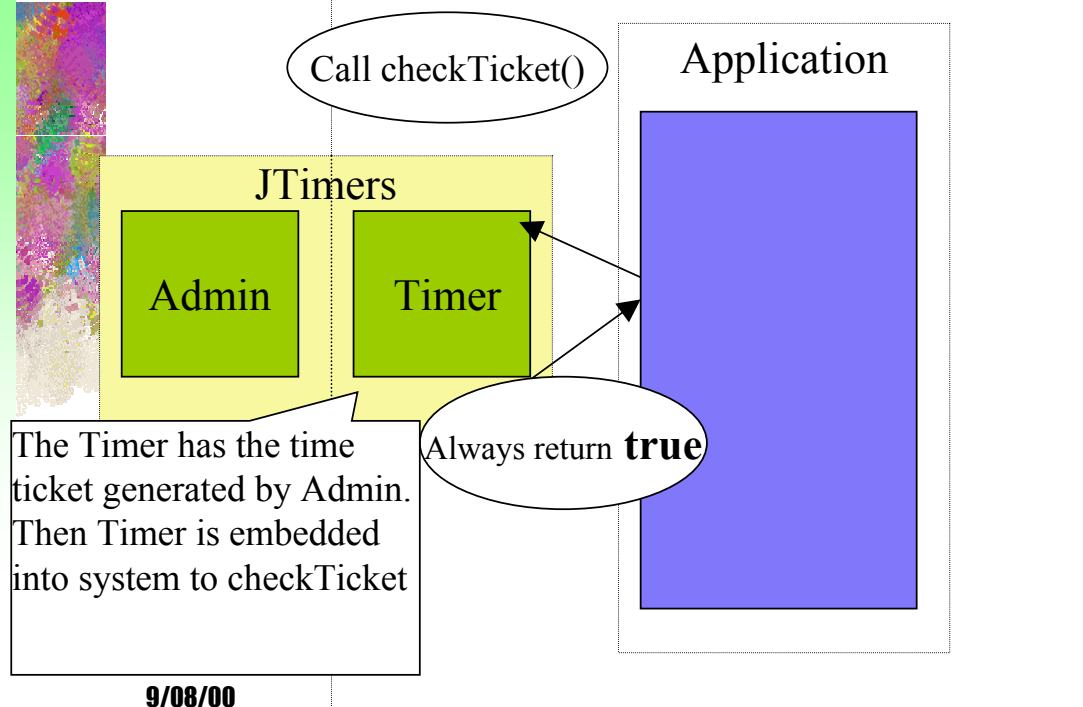 Call checkTicket()
Application
JTimers
Admin
Timer
The Timer has the time
ticket generated by Admin.
Then Timer is embedded
into system to checkTicket
Always return true
9/08/00